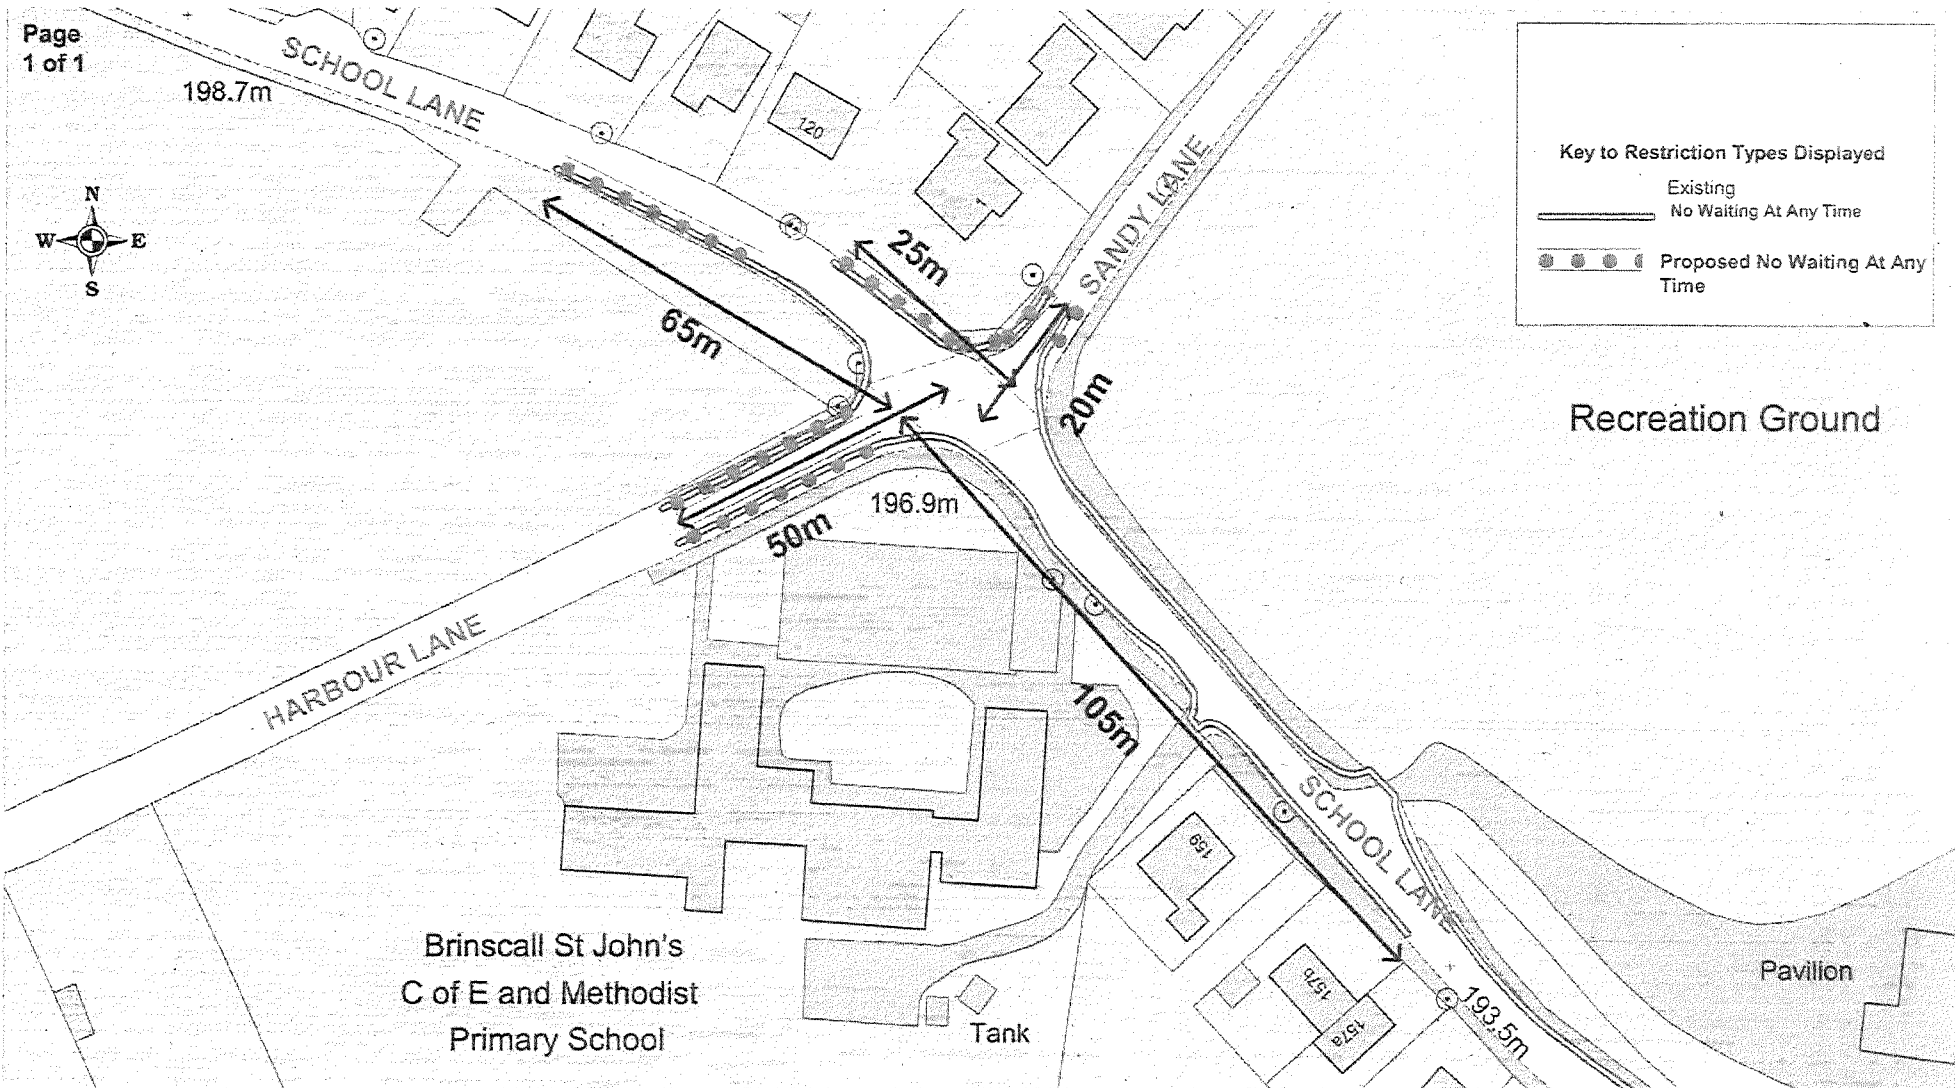 Page
1 of 1
SCHOOL LANE
198.7m
120
1
SANDY LANE
N
W
E
S
25m
65m
20m
50m
196.9m
105m
HARBOUR LANE
SCHOOL LANE
Recreation Ground
159
157b
157a
193.5m
Pavilion
Tank
Brinscall St John's
C of E and Methodist
Primary School
Key to Restriction Types Displayed
Existing
No Waiting At Any Time
Proposed No Waiting At Any
Time